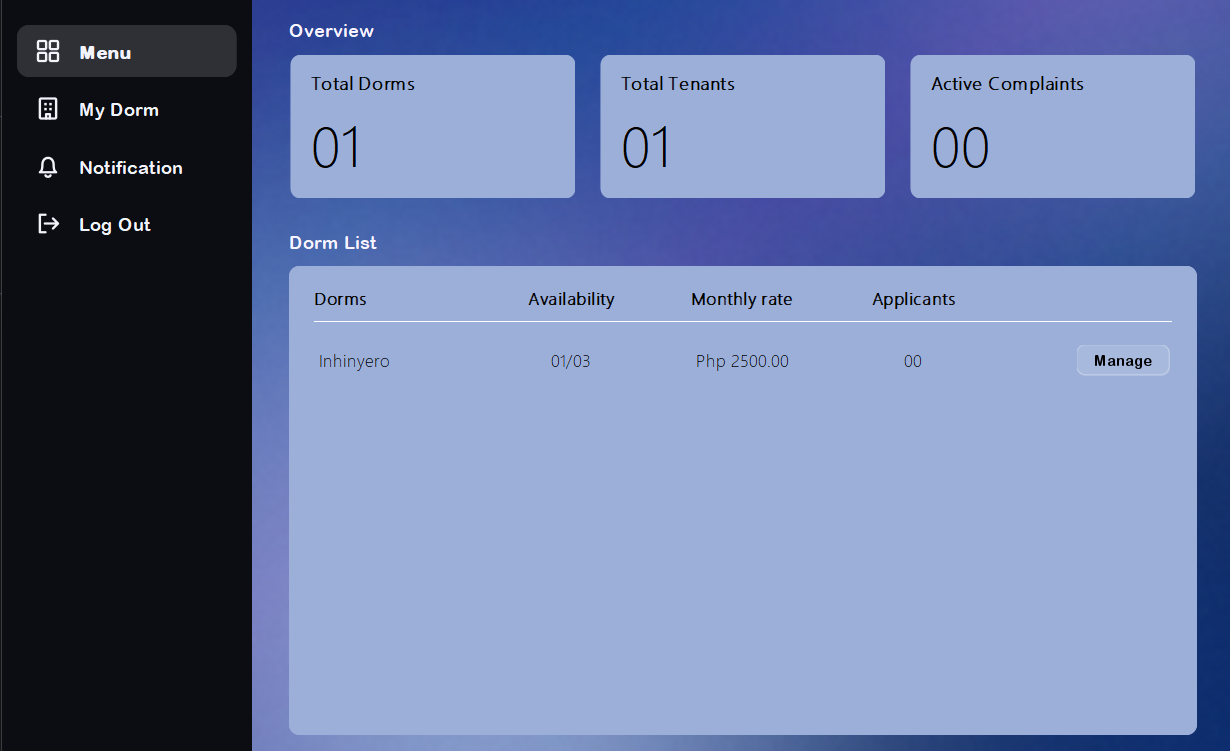 Menu
My Dorm
Notification
Log Out
Overview
Total Dorms
01
Total Tenants
01
Active Complaints
00
Dorm List
Dorms Availability Monthly rate Applicants
Inhinyero 01/03 Php 2500.00 00 Manage